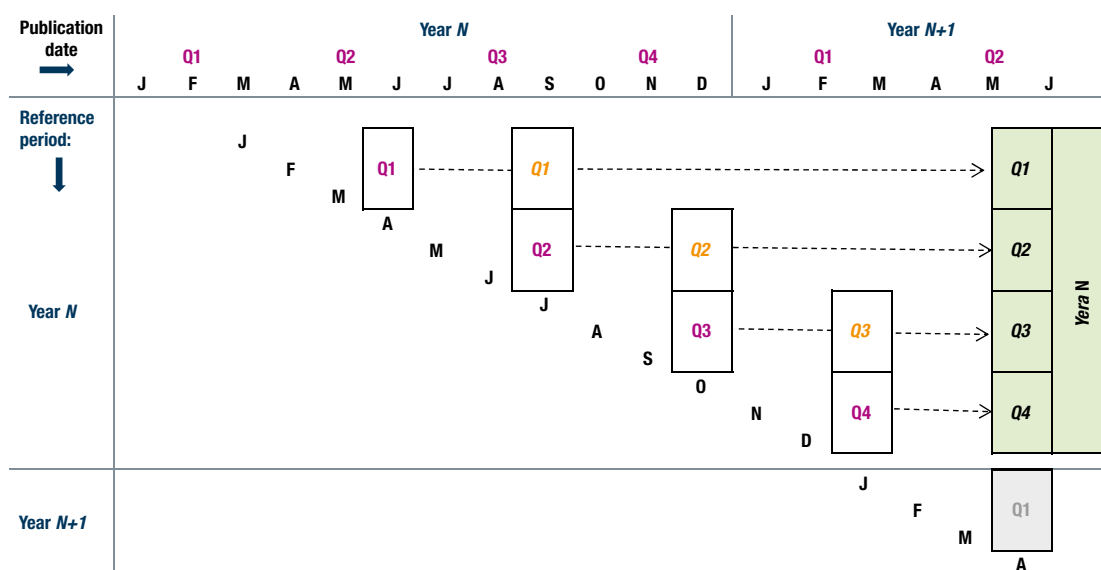 Publication date
Year N
Year N+1
Q1 Q2 Q3 Q4 Q1 Q2
J F M A M J J A S O N D J F M A M J
Reference period:
J
F Q1 Q1 Q1
M
A
M Q2 Q2 Q2
J
Year N
J
A Q3 Q3 Q3
S
O
N Q4 Q4
D
Yera N
J
Year N+1
F Q1
M
A